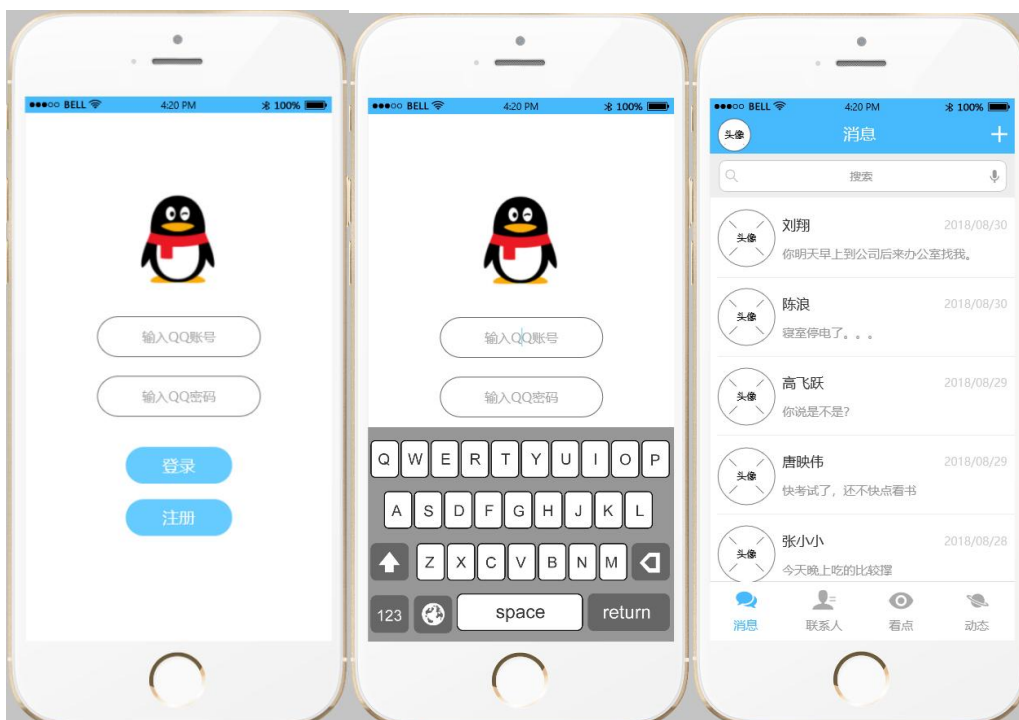 ●●●○○ BELL 4:20 PM 100%
输入QQ账号
输入QQ密码
登录
注册
●●●○○ BELL 4:20 PM 100%
输入QQ账号
输入QQ密码
Q W E R T Y U I O P
A S D F G H J K L
Z X C V B N M
123 space return
●●●○○ BELL 4:20 PM 100%
头像 消息 +
搜索
头像 刘翔 2018/08/30
你明天早上到公司后来办公室找我。
头像 陈浪 2018/08/30
寝室停电了。。。
头像 高飞跃 2018/08/29
你说是不是?
头像 唐映伟 2018/08/29
快考试了，还不快点看书
头像 张小小 2018/08/28
今天晚上吃的比较撑
消息 联系人 看点 动态